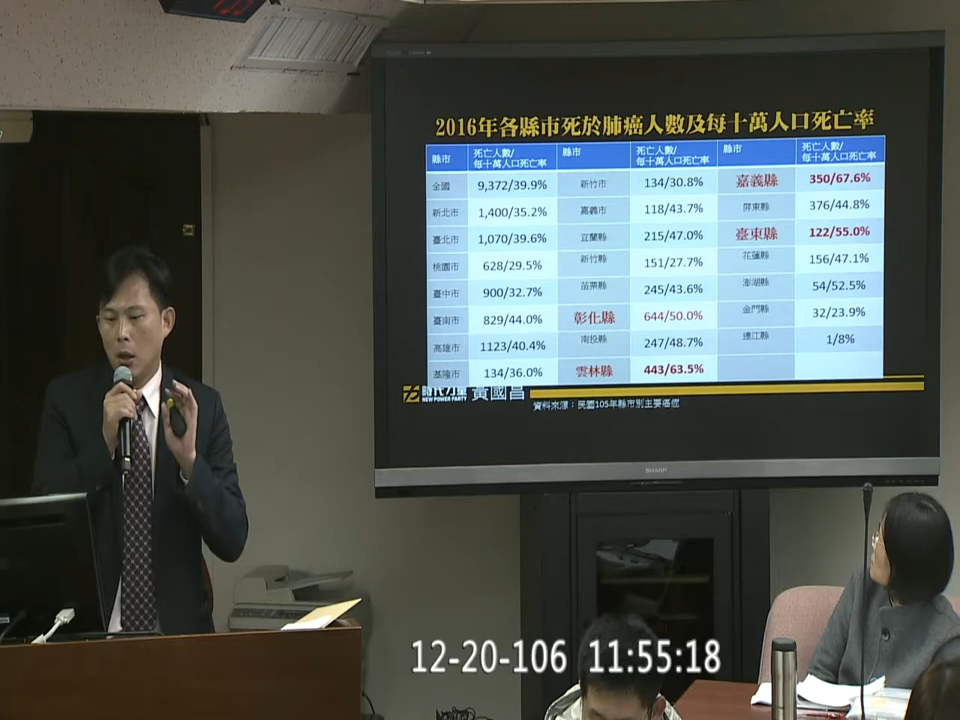 2016年各縣市死於肺癌人數及每十萬人口死亡率
縣市 死亡人數/每十萬人口死亡率 縣市 死亡人數/每十萬人口死亡率 縣市 死亡人數/每十萬人口死亡率
全國 9,372/39.9% 新竹市 134/30.8% 嘉義縣 350/67.6%
新北市 1,400/35.2% 嘉義市 118/43.7% 屏東縣 376/44.8%
臺北市 1,070/39.6% 宜蘭縣 215/47.0% 臺東縣 122/55.0%
桃園市 628/29.5% 新竹縣 151/27.7% 花蓮縣 156/47.1%
臺中市 900/32.7% 苗栗縣 245/43.6% 澎湖縣 54/52.5%
臺南市 829/44.0% 彰化縣 644/50.0% 金門縣 32/23.9%
高雄市 1123/40.4% 南投縣 247/48.7% 連江縣 1/8%
基隆市 134/36.0% 雲林縣 443/63.5%
時代力量 黃國昌
NEW POWER PARTY
資料來源：民國105年縣市別主要癌症
SHARP
12-20-106 11:55:18